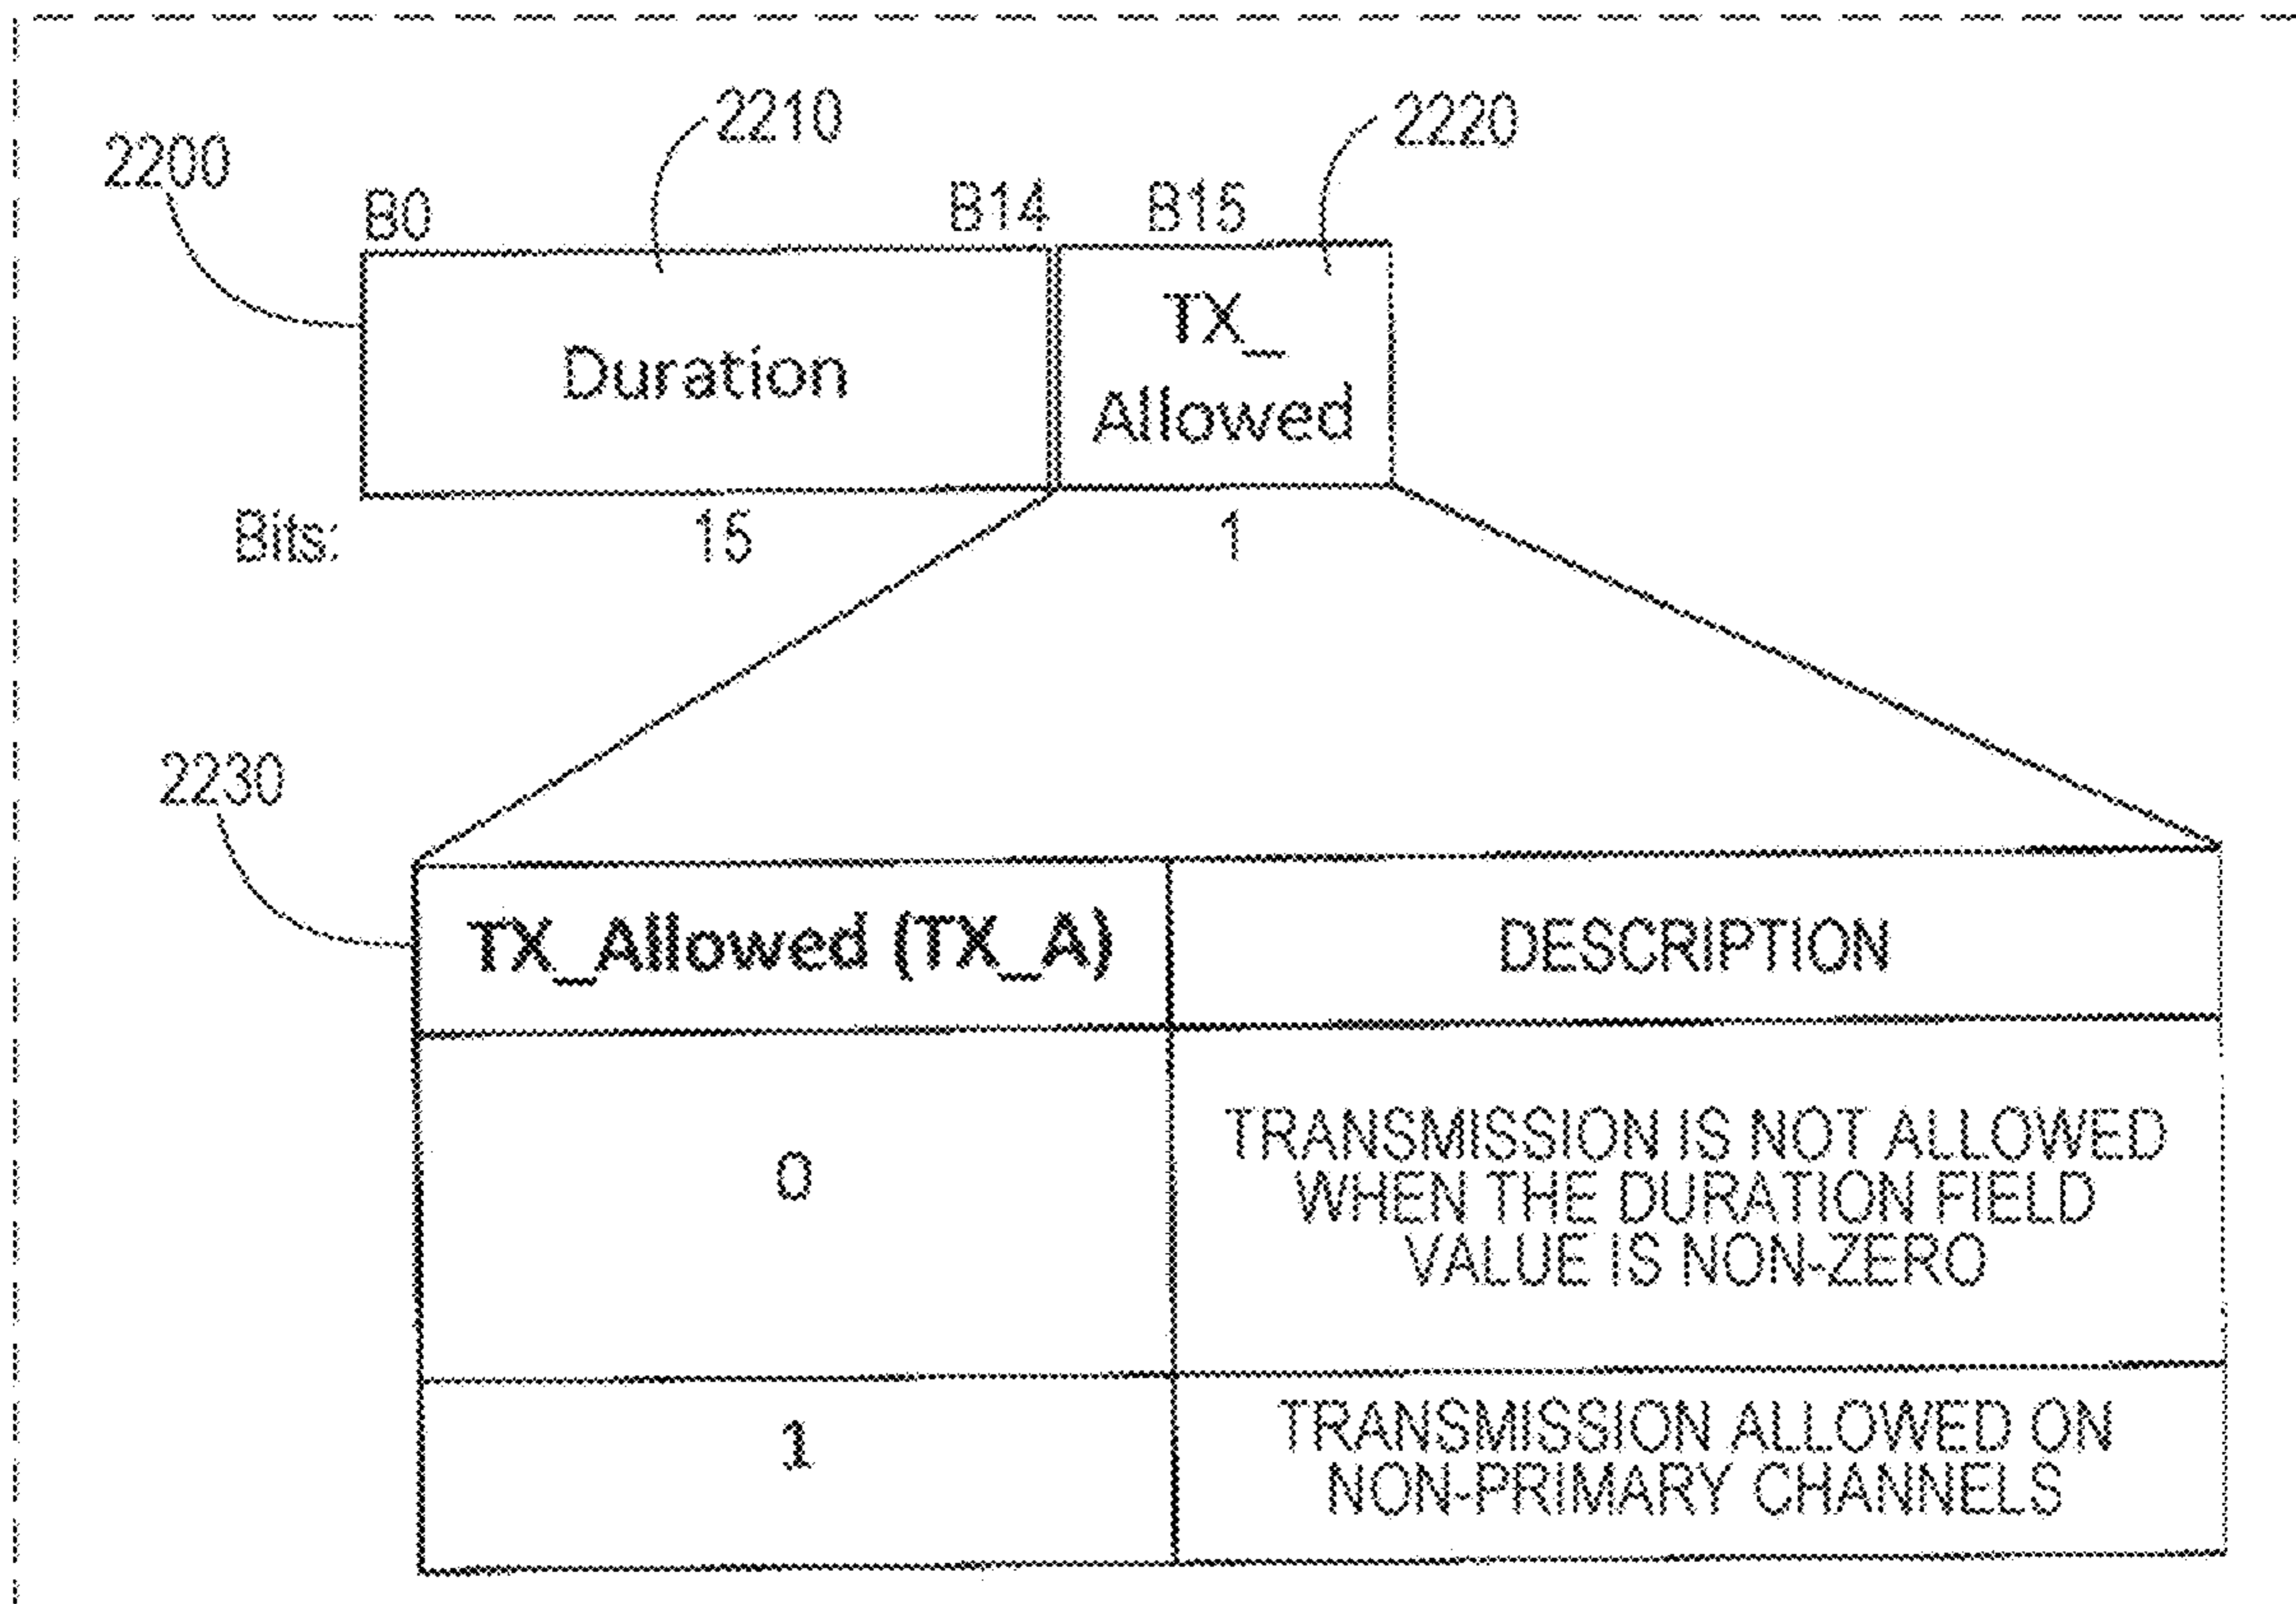 2210
2220
2200
B0
B14
B15
Duration
TX_
Allowed
Bits:
15
1
2230
TX_Allowed (TX_A)
DESCRIPTION
0
TRANSMISSION IS NOT ALLOWED
WHEN THE DURATION FIELD
VALUE IS NON-ZERO
1
TRANSMISSION ALLOWED ON
NON-PRIMARY CHANNELS